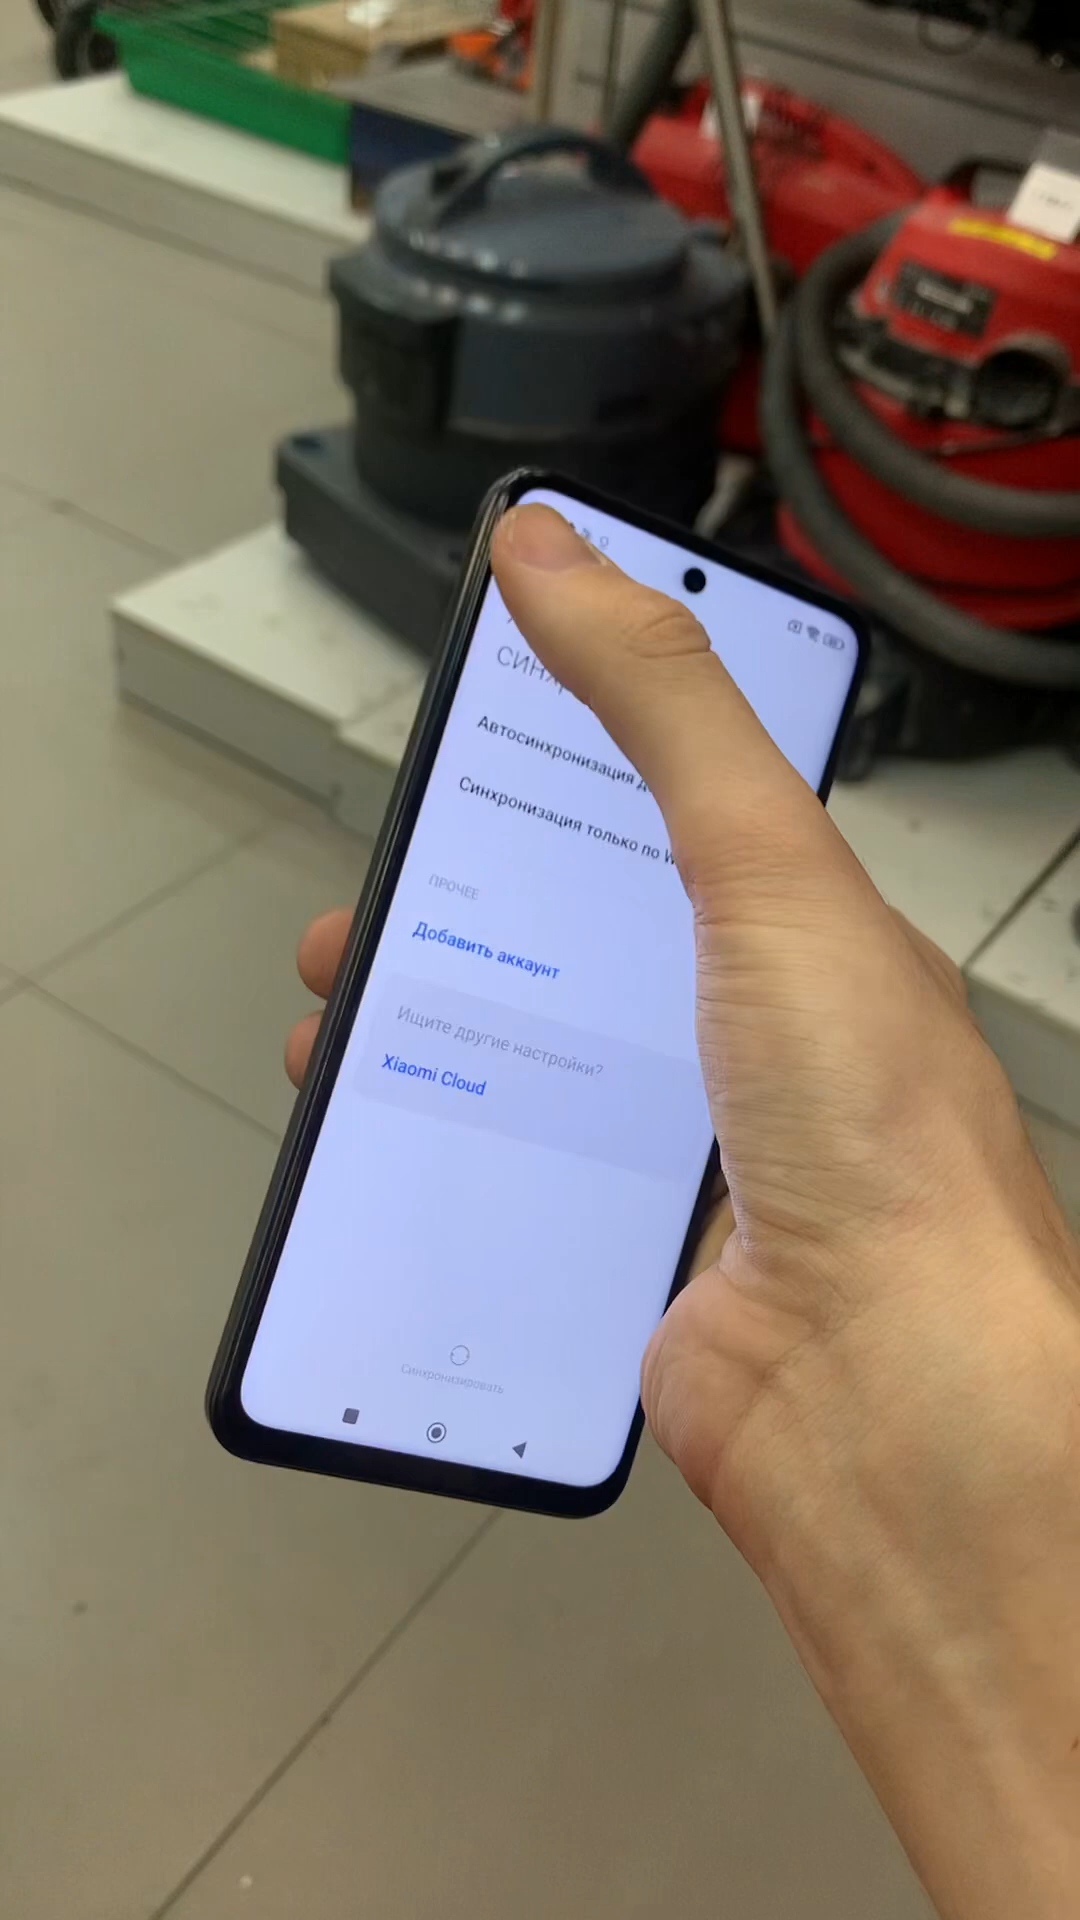 Автосинхронизация
Синхронизация только по
ПРОЧЕЕ
Добавить аккаунт
Ищите другие настройки?
Xiaomi Cloud
Синхронизировать